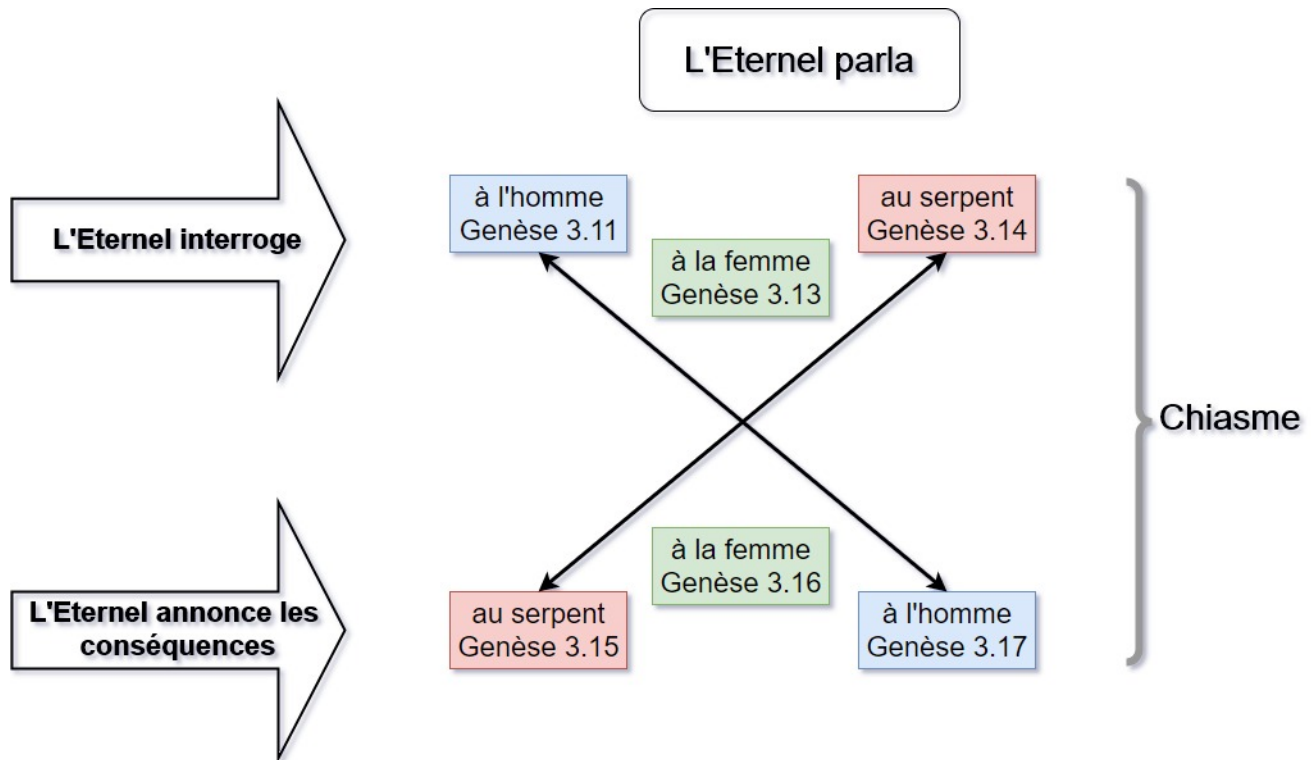 L'Eternel parla
L'Eternel interroge
à l'homme
Genèse 3.11
à la femme
Genèse 3.13
au serpent
Genèse 3.14
Chiasme
L'Eternel annonce les
conséquences
au serpent
Genèse 3.15
à la femme
Genèse 3.16
à l'homme
Genèse 3.17